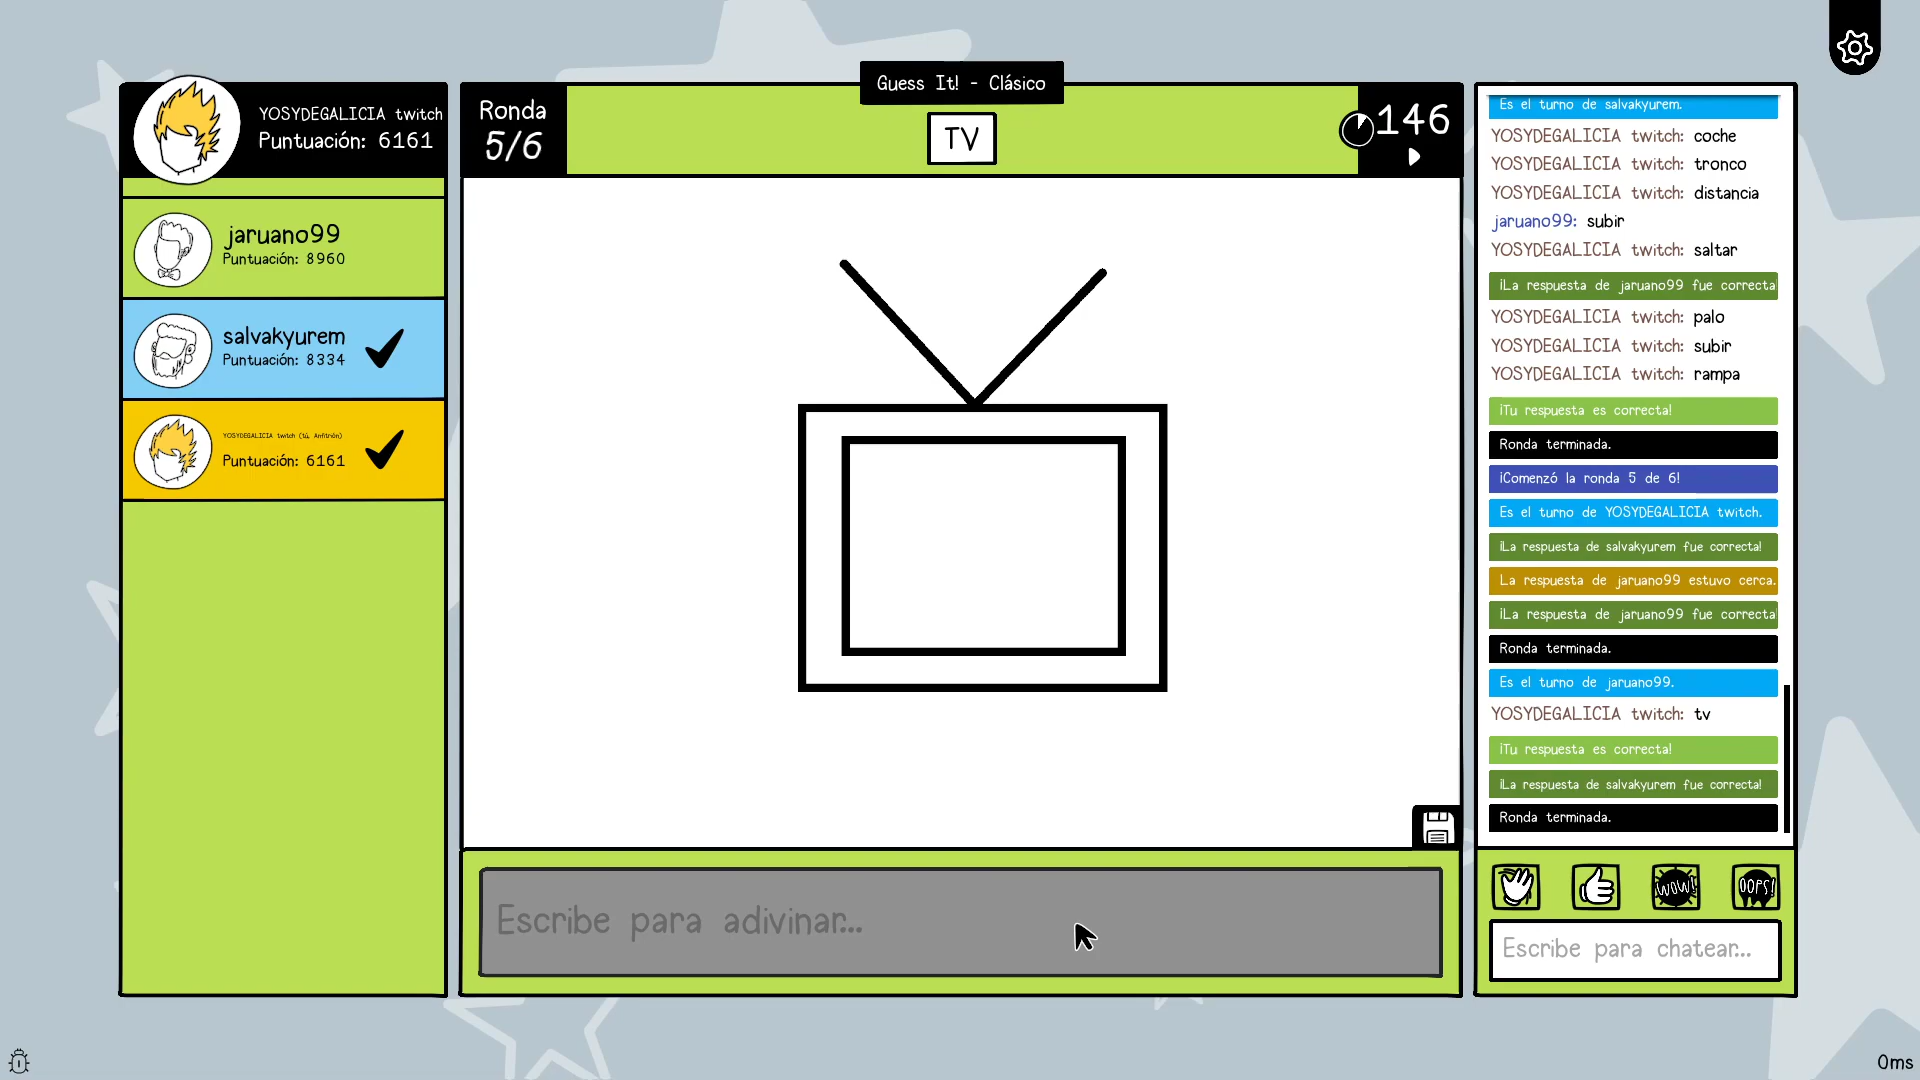 Guess It! - Clásico
YOSYDEGALICIA twitch
Puntuación: 6161
Ronda
5/6
TV
146
jaruano99
Puntuación: 8960
salvakyurem
Puntuación: 8334
YOSYDEGALICIA twitch (tú, Anfitrión)
Puntuación: 6161
Es el turno de salvakyurem.
YOSYDEGALICIA twitch: coche
YOSYDEGALICIA twitch: tronco
YOSYDEGALICIA twitch: distancia
jaruano99: subir
YOSYDEGALICIA twitch: saltar
¡La respuesta de jaruano99 fue correcta
YOSYDEGALICIA twitch: palo
YOSYDEGALICIA twitch: subir
YOSYDEGALICIA twitch: rampa
¡Tu respuesta es correcta!
Ronda terminada.
¡Comenzó la ronda 5 de 6!
Es el turno de YOSYDEGALICIA twitch.
¡La respuesta de salvakyurem fue correcta!
La respuesta de jaruano99 estuvo cerca.
¡La respuesta de jaruano99 fue correcta
Ronda terminada.
Es el turno de jaruano99.
YOSYDEGALICIA twitch: tv
¡Tu respuesta es correcta!
¡La respuesta de salvakyurem fue correcta!
Ronda terminada.
WOW!
OOPS!
Escribe para adivinar...
Escribe para chatear...
0ms